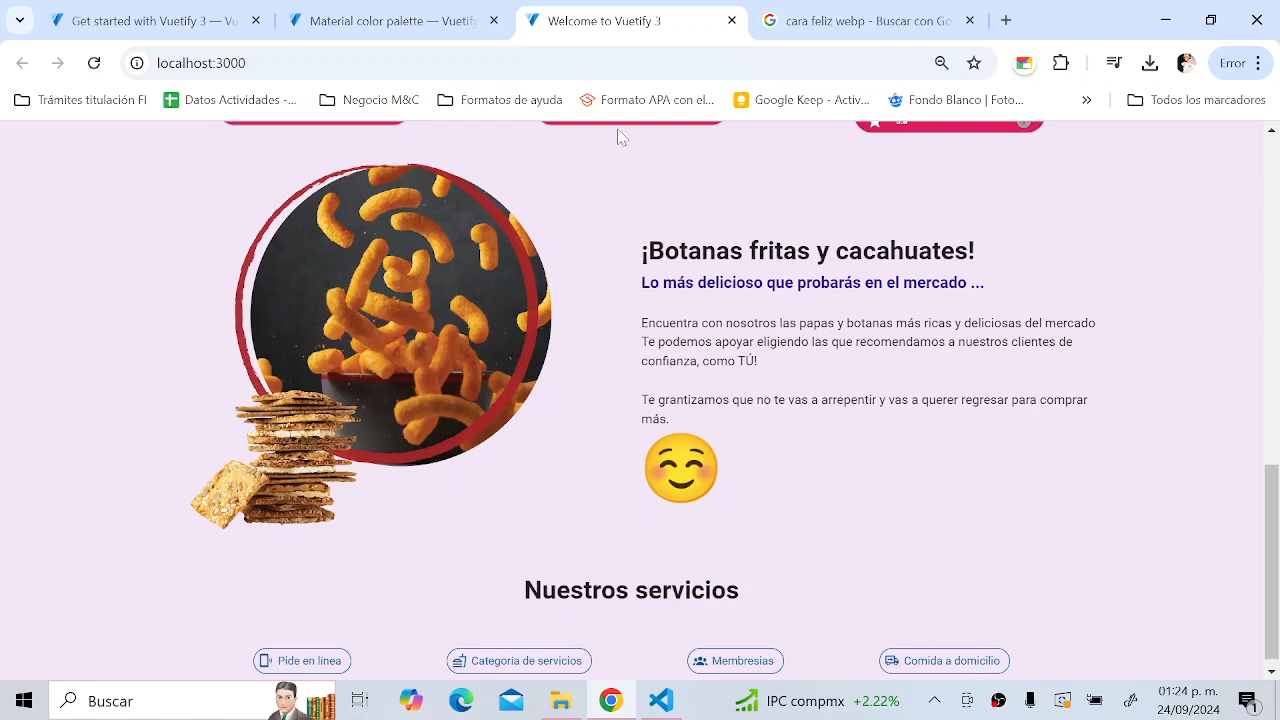 Get started with Vuetify 3 — Vu
Material color palette — Vuetify
Welcome to Vuetify 3
cara feliz webp - Buscar con Go
localhost:3000
Error
Trámites titulación FI
Datos Actividades -...
Negocio M&C
Formatos de ayuda
Formato APA con el...
Google Keep - Activ...
Fondo Blanco | Foto...
»
Todos los marcadores
¡Botanas fritas y cacahuates!
Lo más delicioso que probarás en el mercado ...
Encuentra con nosotros las papas y botanas más ricas y deliciosas del mercado
Te podemos apoyar eligiendo las que recomendamos a nuestros clientes de
confianza, como TÚ!
Te grantizamos que no te vas a arrepentir y vas a querer regresar para comprar
más.
Nuestros servicios
Pide en línea
Categoría de servicios
Membresias
Comida a domicilio
Buscar
IPC compmx +2.22%
01:24 p. m.
24/09/2024
1